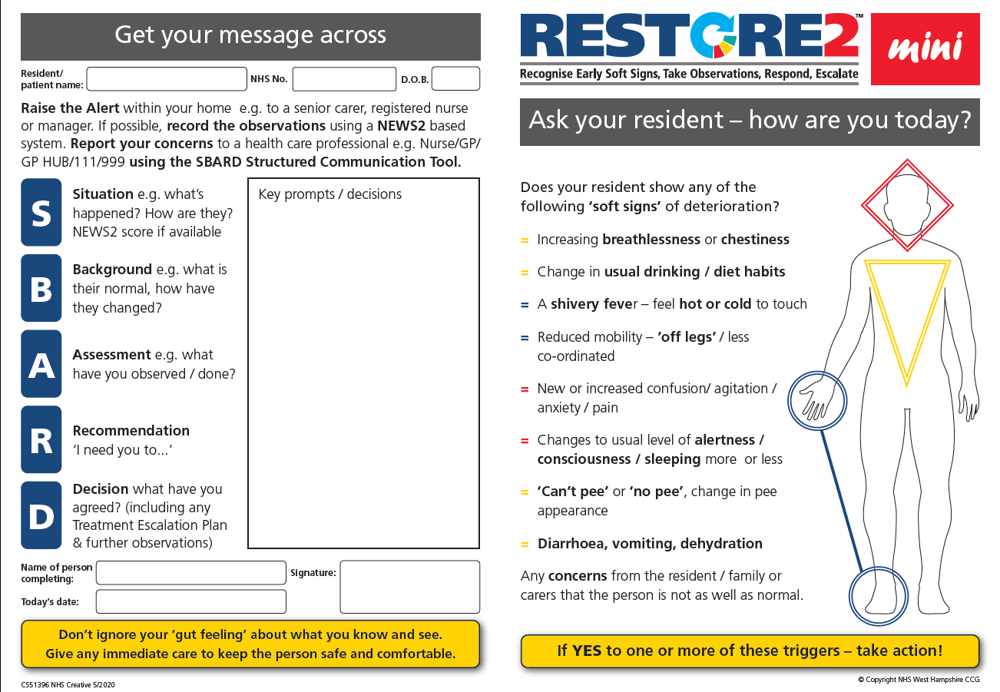 Get your message across
Resident/
patient name:
NHS No.
D.O.B.
Raise the Alert within your home e.g. to a senior carer, registered nurse
or manager. If possible, record the observations using a NEWS2 based
system. Report your concerns to a health care professional e.g. Nurse/GP/
GP HUB/111/999 using the SBARD Structured Communication Tool.
S
Situation e.g. what's
happened? How are they?
NEWS2 score if available
B
Background e.g. what is
their normal, how have
they changed?
A
Assessment e.g. what
have you observed / done?
R
Recommendation
'I need you to...'
D
Decision what have you
agreed? (including any
Treatment Escalation Plan
& further observations)
Key prompts / decisions
Name of person
completing:
Signature:
Today's date:
Don't ignore your 'gut feeling' about what you know and see.
Give any immediate care to keep the person safe and comfortable.
CS51396 NHS Creative 5/2020
RESTORE2™
mini
Recognise Early Soft Signs, Take Observations, Respond, Escalate
Ask your resident – how are you today?
Does your resident show any of the
following 'soft signs' of deterioration?
= Increasing breathlessness or chestiness
= Change in usual drinking / diet habits
= A shivery fever – feel hot or cold to touch
= Reduced mobility – 'off legs' / less
co-ordinated
= New or increased confusion/ agitation /
anxiety / pain
= Changes to usual level of alertness /
consciousness / sleeping more or less
= 'Can't pee' or 'no pee', change in pee
appearance
= Diarrhoea, vomiting, dehydration
Any concerns from the resident / family or
carers that the person is not as well as normal.
If YES to one or more of these triggers – take action!
© Copyright NHS West Hampshire CCG